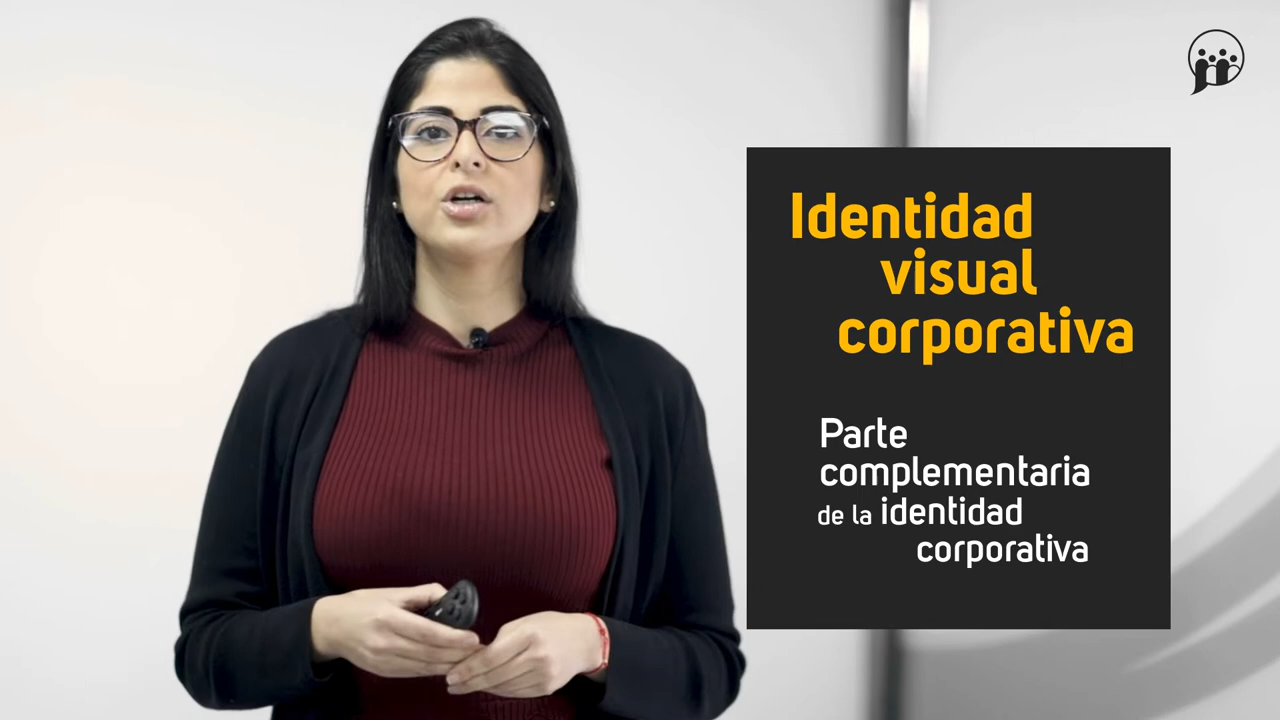 Identidad
visual
corporativa
Parte
complementaria
de la identidad
corporativa